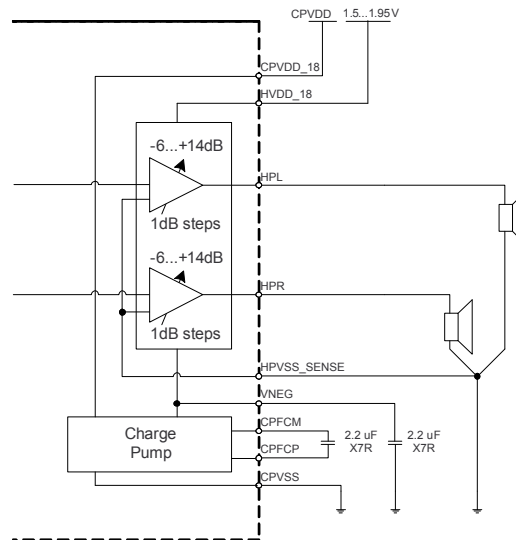 CPVDD 1.5...1.95V
CPVDD_18
HVDD_18
-6...+14dB
HPL
1dB steps
-6...+14dB
HPR
1dB steps
HPVSS_SENSE
VNEG
Charge
Pump
CPFCM
CPFCP
2.2 uF
X7R
2.2 uF
X7R
CPVSS